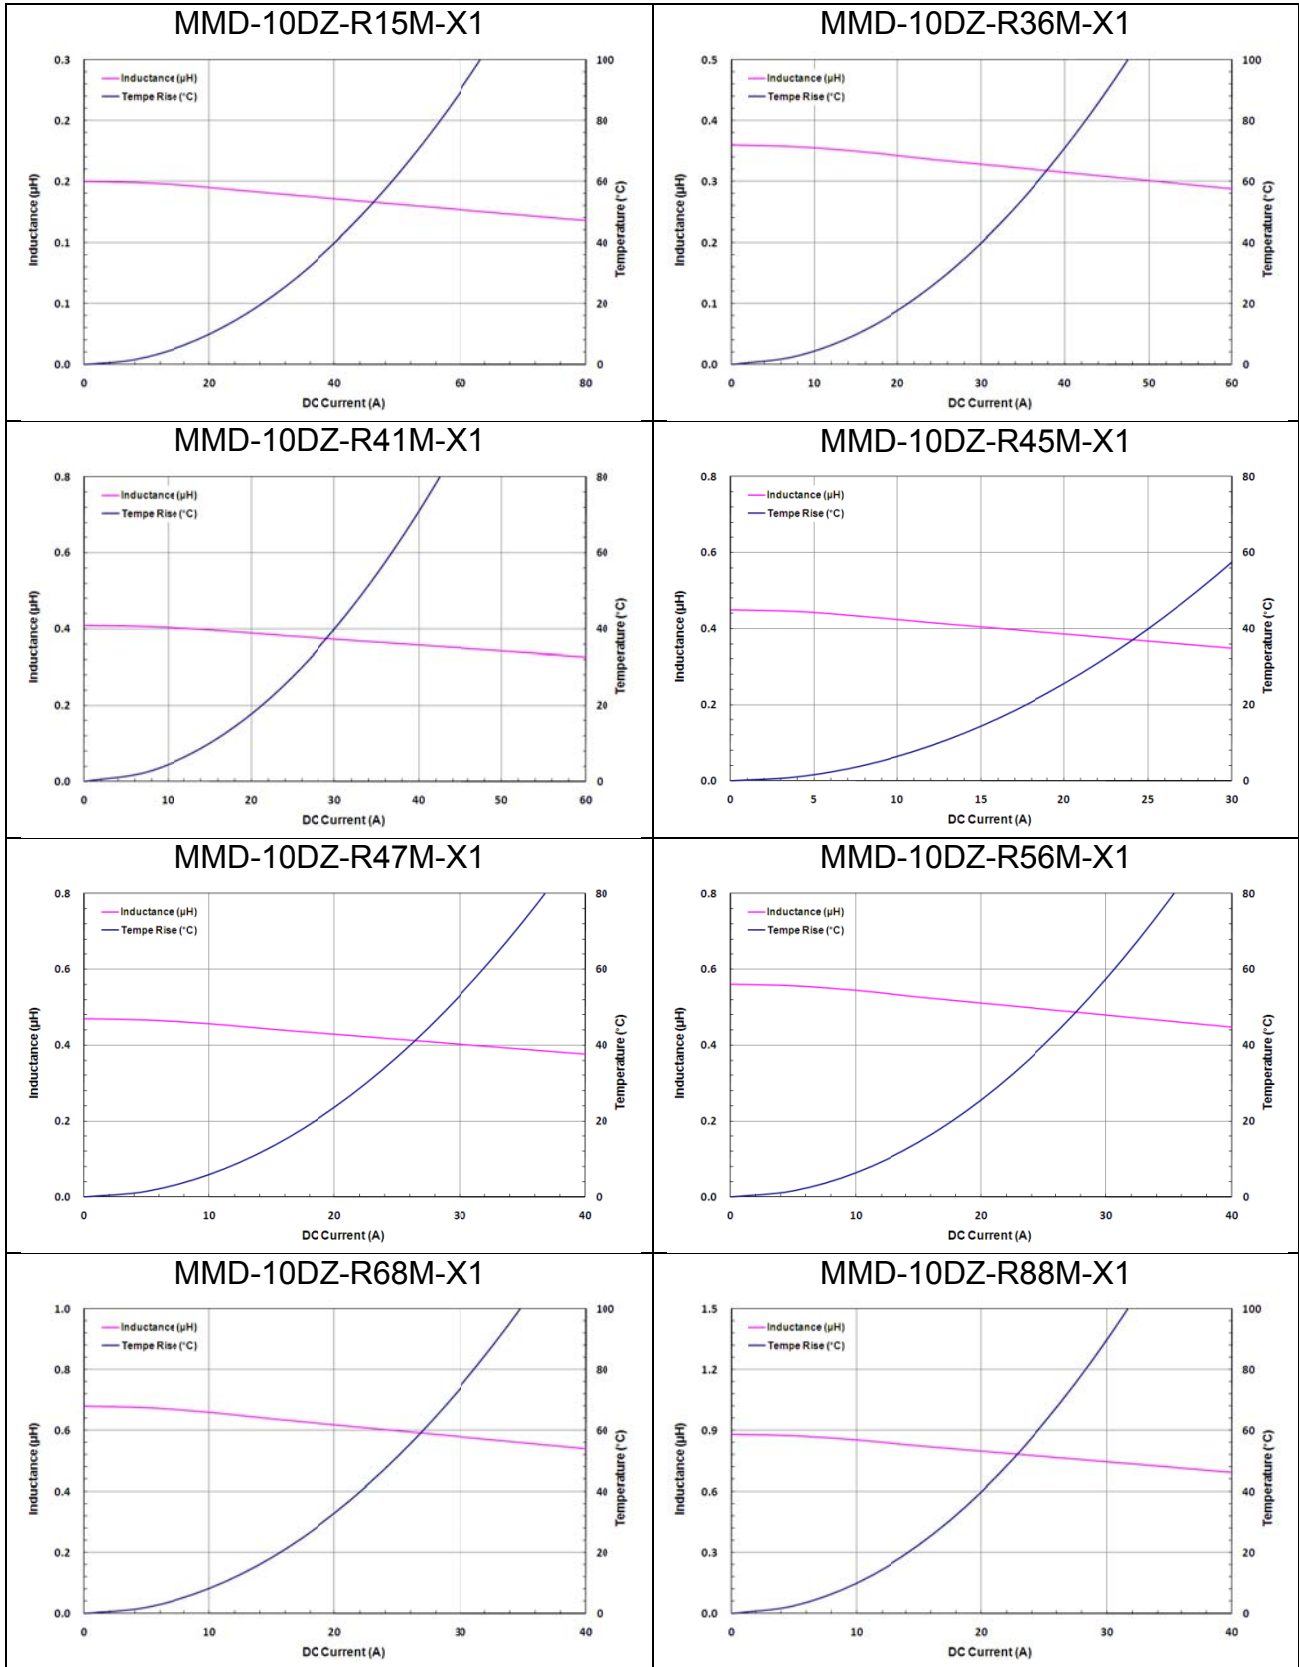 MMD-10DZ-R15M-X1
0.3
0.2
0.2
0.1
0.1
0.0
Inductance (µH)
Inductance (µH)
Tempe Rise (°C)
100
80
60
40
20
0
Temperature (°C)
0 20 40 60 80
DC Current (A)
MMD-10DZ-R36M-X1
0.5
0.4
0.3
0.2
0.1
0.0
Inductance (µH)
Inductance (µH)
Tempe Rise (°C)
100
80
60
40
20
0
Temperature (°C)
0 10 20 30 40 50 60
DC Current (A)
MMD-10DZ-R41M-X1
0.8
0.6
0.4
0.2
0.0
Inductance (µH)
Inductance (µH)
Tempe Rise (°C)
80
60
40
20
0
Temperature (°C)
0 10 20 30 40 50 60
DC Current (A)
MMD-10DZ-R45M-X1
0.8
0.6
0.4
0.2
0.0
Inductance (µH)
Inductance (µH)
Tempe Rise (°C)
80
60
40
20
0
Temperature (°C)
0 5 10 15 20 25 30
DC Current (A)
MMD-10DZ-R47M-X1
0.8
0.6
0.4
0.2
0.0
Inductance (µH)
Inductance (µH)
Tempe Rise (°C)
80
60
40
20
0
Temperature (°C)
0 10 20 30 40
DC Current (A)
MMD-10DZ-R56M-X1
0.8
0.6
0.4
0.2
0.0
Inductance (µH)
Inductance (µH)
Tempe Rise (°C)
80
60
40
20
0
Temperature (°C)
0 10 20 30 40
DC Current (A)
MMD-10DZ-R68M-X1
1.0
0.8
0.6
0.4
0.2
0.0
Inductance (µH)
Inductance (µH)
Tempe Rise (°C)
100
80
60
40
20
0
Temperature (°C)
0 10 20 30 40
DC Current (A)
MMD-10DZ-R88M-X1
1.5
1.2
0.9
0.6
0.3
0.0
Inductance (µH)
Inductance (µH)
Tempe Rise (°C)
100
80
60
40
20
0
Temperature (°C)
0 10 20 30 40
DC Current (A)